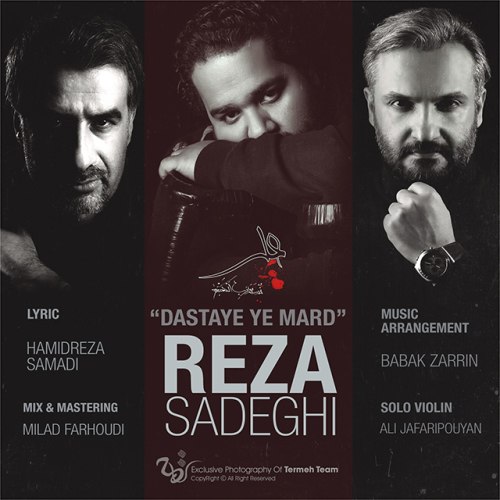 "DASTAYE YE MARD"
REZA
SADEGHI
LYRIC
HAMIDREZA
SAMADI
MIX & MASTERING
MILAD FARHOUDI
MUSIC
ARRANGEMENT
BABAK ZARRIN
SOLO VIOLIN
ALI JAFARIPOUYAN
Exclusive Photography Of Termeh Team
CopyRight © All Right Reserved